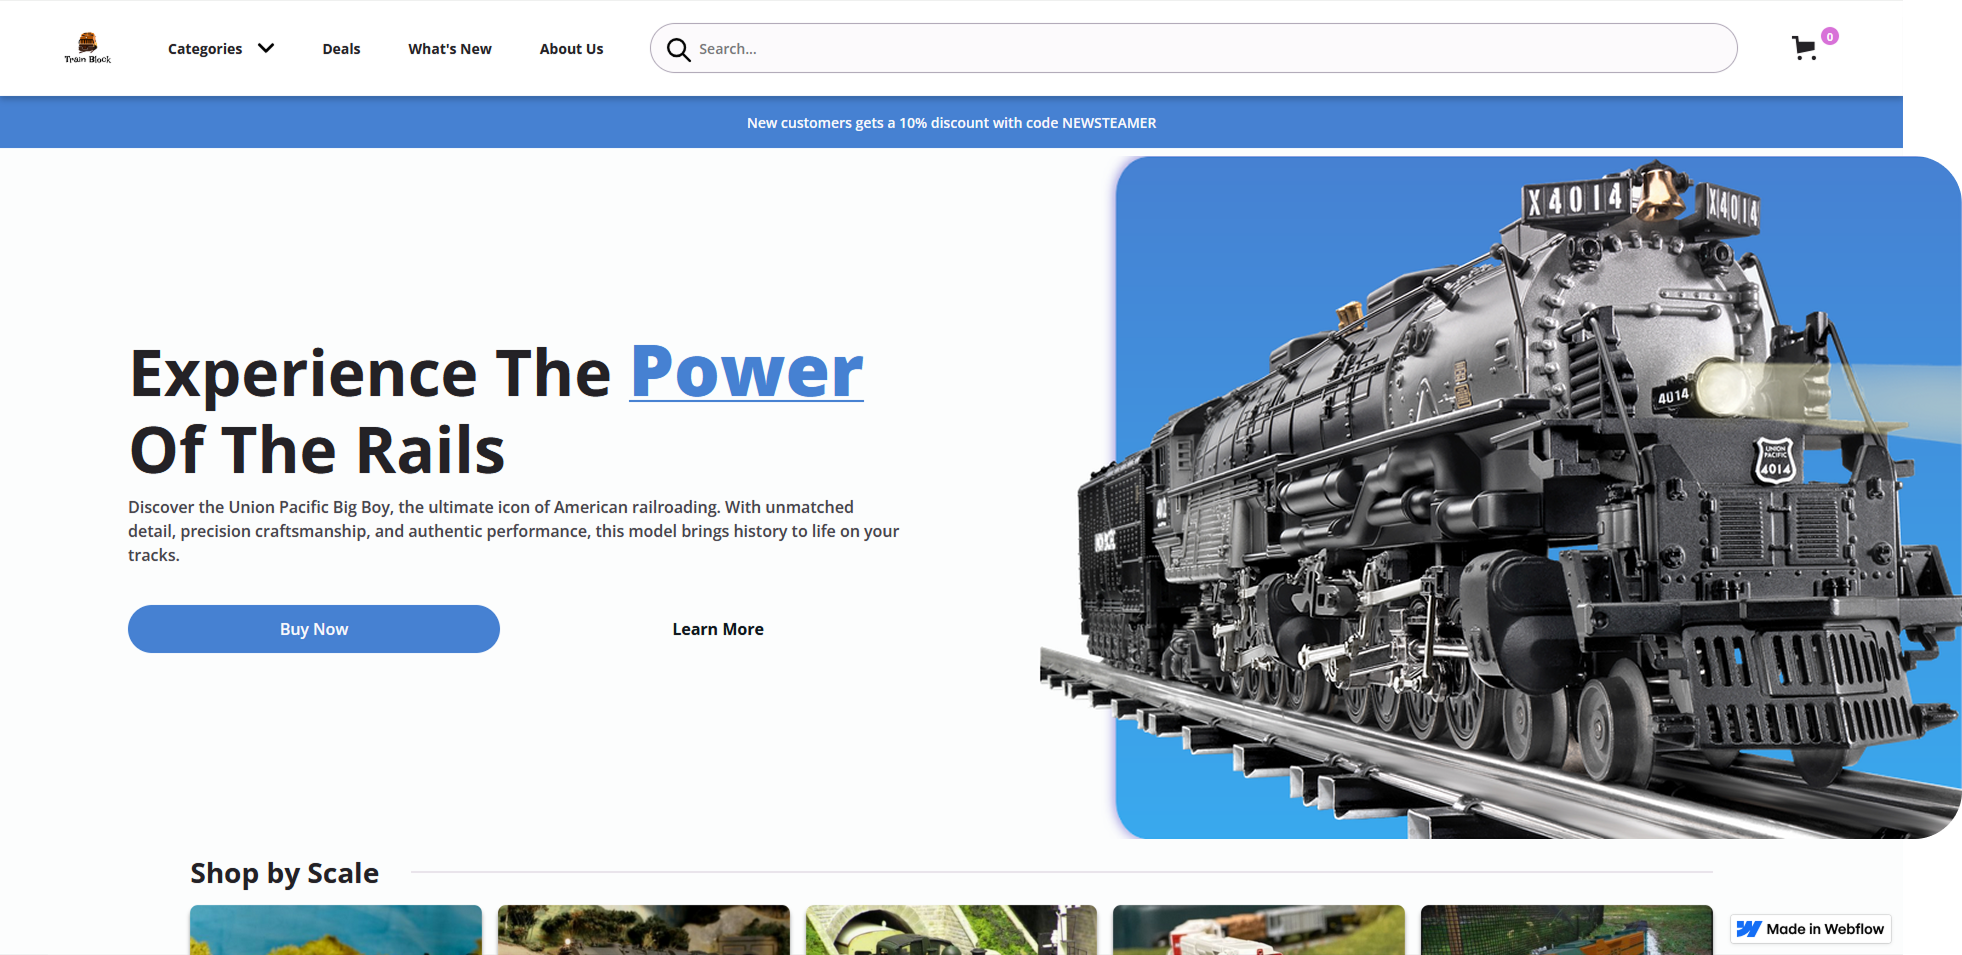 Train Block
Categories
Deals
What's New
About Us
Search...
0
New customers gets a 10% discount with code NEWSTEAMER
X4014
X4014
Experience The Power
Of The Rails
4014
UNION
PACIFIC
4014
Discover the Union Pacific Big Boy, the ultimate icon of American railroading. With unmatched
detail, precision craftsmanship, and authentic performance, this model brings history to life on your
tracks.
Buy Now
Learn More
Shop by Scale
Made in Webflow